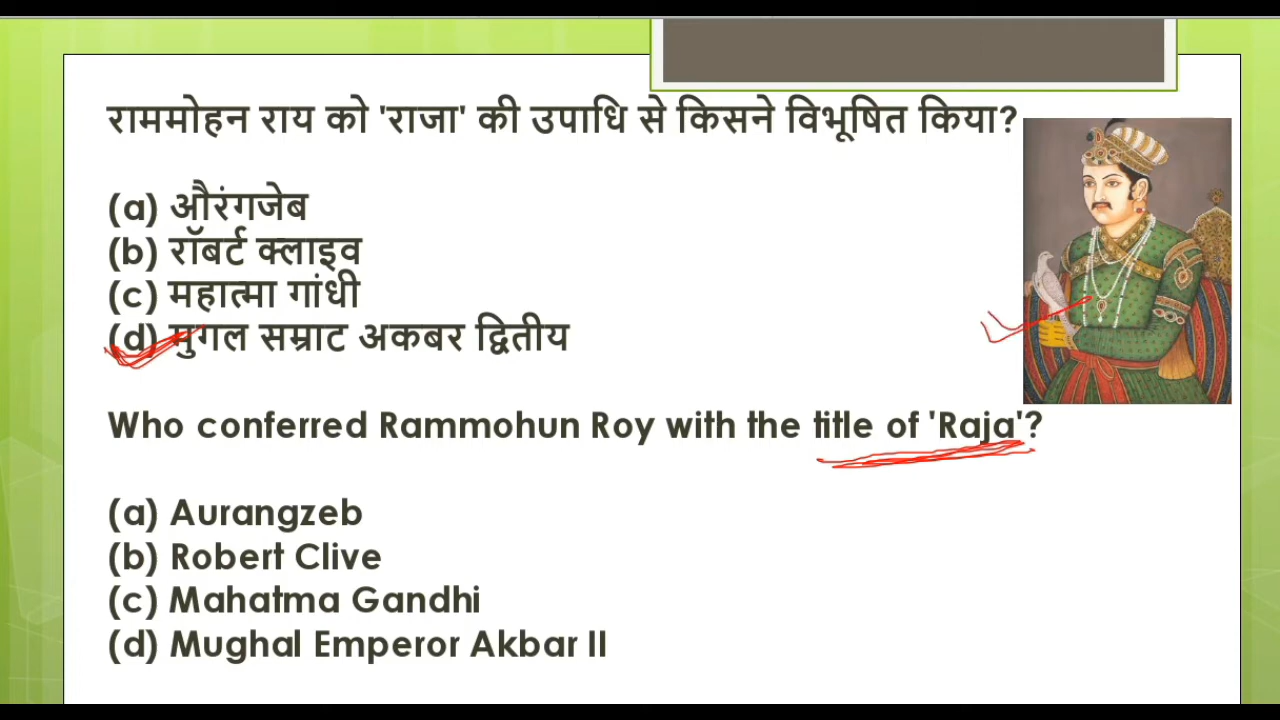 राममोहन राय को 'राजा' की उपाधि से किसने विभूषित किया?
(a) औरंगजेब
(b) रॉबर्ट क्लाइव
(c) महात्मा गांधी
(d) मुगल सम्राट अकबर द्वितीय
Who conferred Rammohun Roy with the title of 'Raja'?
(a) Aurangzeb
(b) Robert Clive
(c) Mahatma Gandhi
(d) Mughal Emperor Akbar II